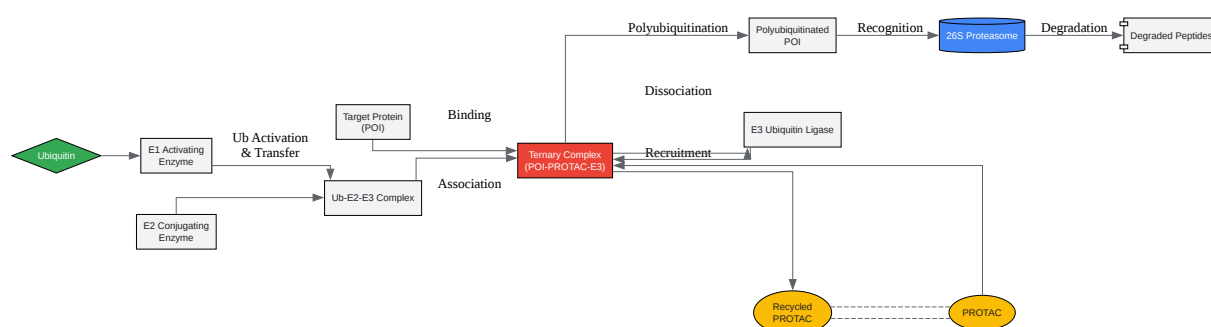 Polyubiquitination
Polyubiquitinated
POI
Recognition
26S Proteasome
Degradation
Degraded Peptides
Dissociation
Binding
Target Protein
(POI)
E3 Ubiquitin Ligase
Ubiquitin
E1 Activating
Enzyme
Ub Activation
& Transfer
Ternary Complex
(POI-PROTAC-E3)
Recruitment
Association
Ub-E2-E3 Complex
E2 Conjugating
Enzyme
Recycled
PROTAC
PROTAC